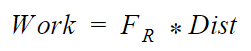 Work = F_R * Dist